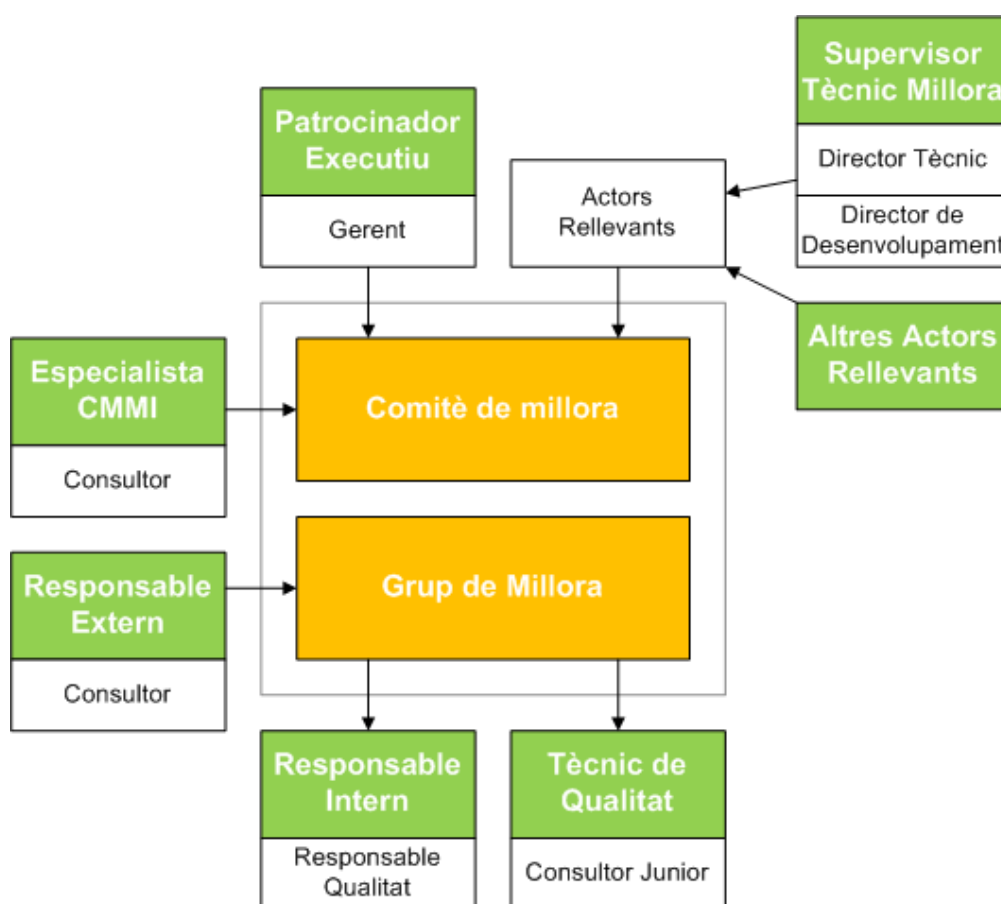 Supervisor
Tècnic Millora
Director Tècnic
Director de
Desenvolupament
Patrocinador
Executiu
Gerent
Actors
Rellevants
Altres Actors
Rellevants
Especialista
CMMI
Consultor
Comitè de millora
Responsable
Extern
Consultor
Grup de Millora
Responsable
Intern
Responsable
Qualitat
Tècnic de
Qualitat
Consultor Junior